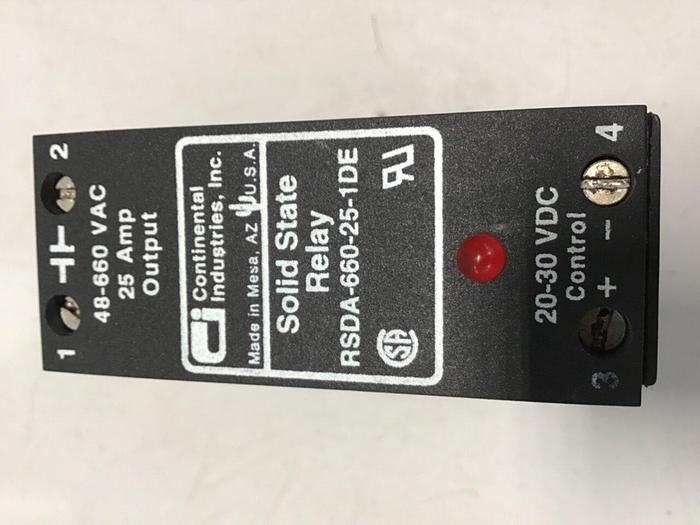 1 2
48-660 VAC
25 Amp
Output
Continental
Industries, Inc.
Made in Mesa, AZ U.S.A.
Solid State
Relay
RSDA-660-25-1DE
20-30 VDC
Control
+ -
3 4